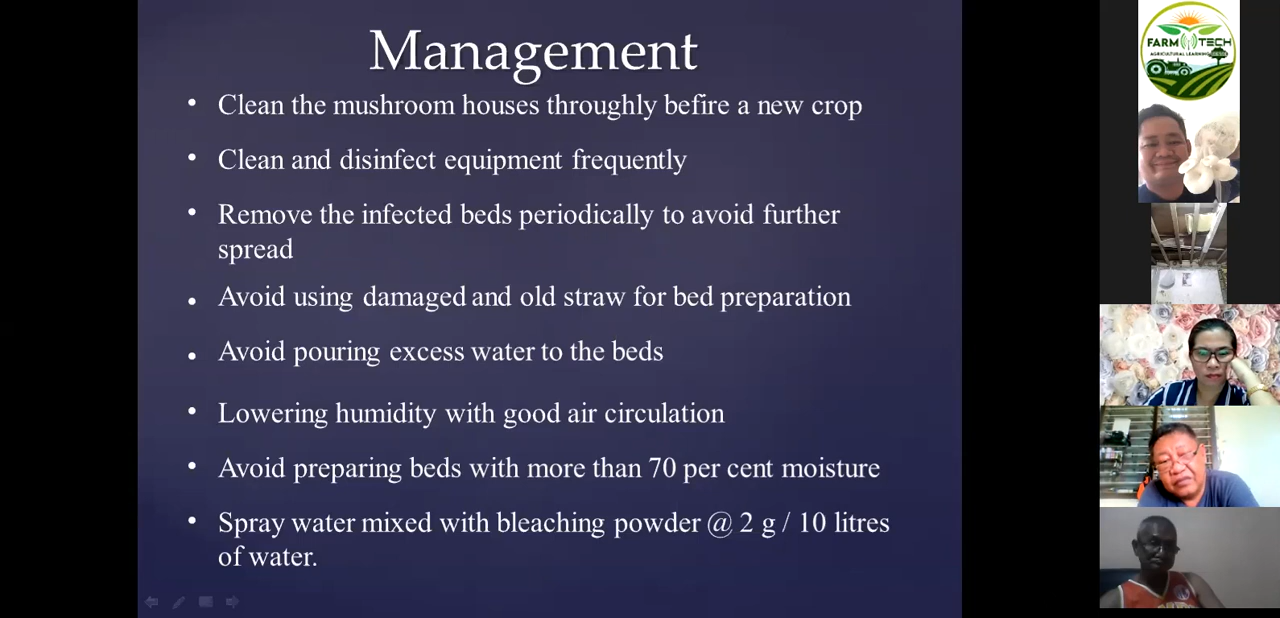 Management
• Clean the mushroom houses throughly befire a new crop
• Clean and disinfect equipment frequently
• Remove the infected beds periodically to avoid further
spread
• Avoid using damaged and old straw for bed preparation
• Avoid pouring excess water to the beds
• Lowering humidity with good air circulation
• Avoid preparing beds with more than 70 per cent moisture
• Spray water mixed with bleaching powder @ 2 g / 10 litres
of water.
FARM TECH
AGRICULTURAL LEARNING